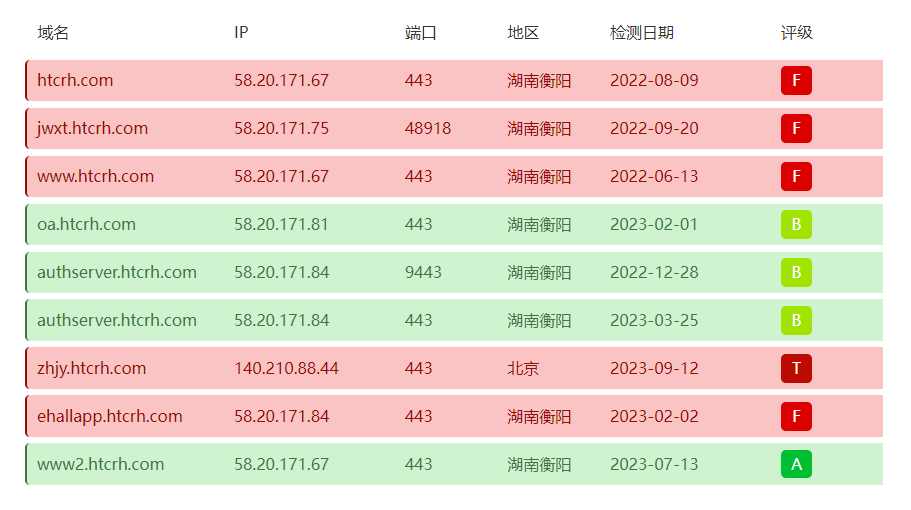 域名 IP 端口 地区 检测日期 评级
htcrh.com 58.20.171.67 443 湖南衡阳 2022-08-09 F
jwxt.htcrh.com 58.20.171.75 48918 湖南衡阳 2022-09-20 F
www.htcrh.com 58.20.171.67 443 湖南衡阳 2022-06-13 F
oa.htcrh.com 58.20.171.81 443 湖南衡阳 2023-02-01 B
authserver.htcrh.com 58.20.171.84 9443 湖南衡阳 2022-12-28 B
authserver.htcrh.com 58.20.171.84 443 湖南衡阳 2023-03-25 B
zhjy.htcrh.com 140.210.88.44 443 北京 2023-09-12 T
ehallapp.htcrh.com 58.20.171.84 443 湖南衡阳 2023-02-02 F
www2.htcrh.com 58.20.171.67 443 湖南衡阳 2023-07-13 A